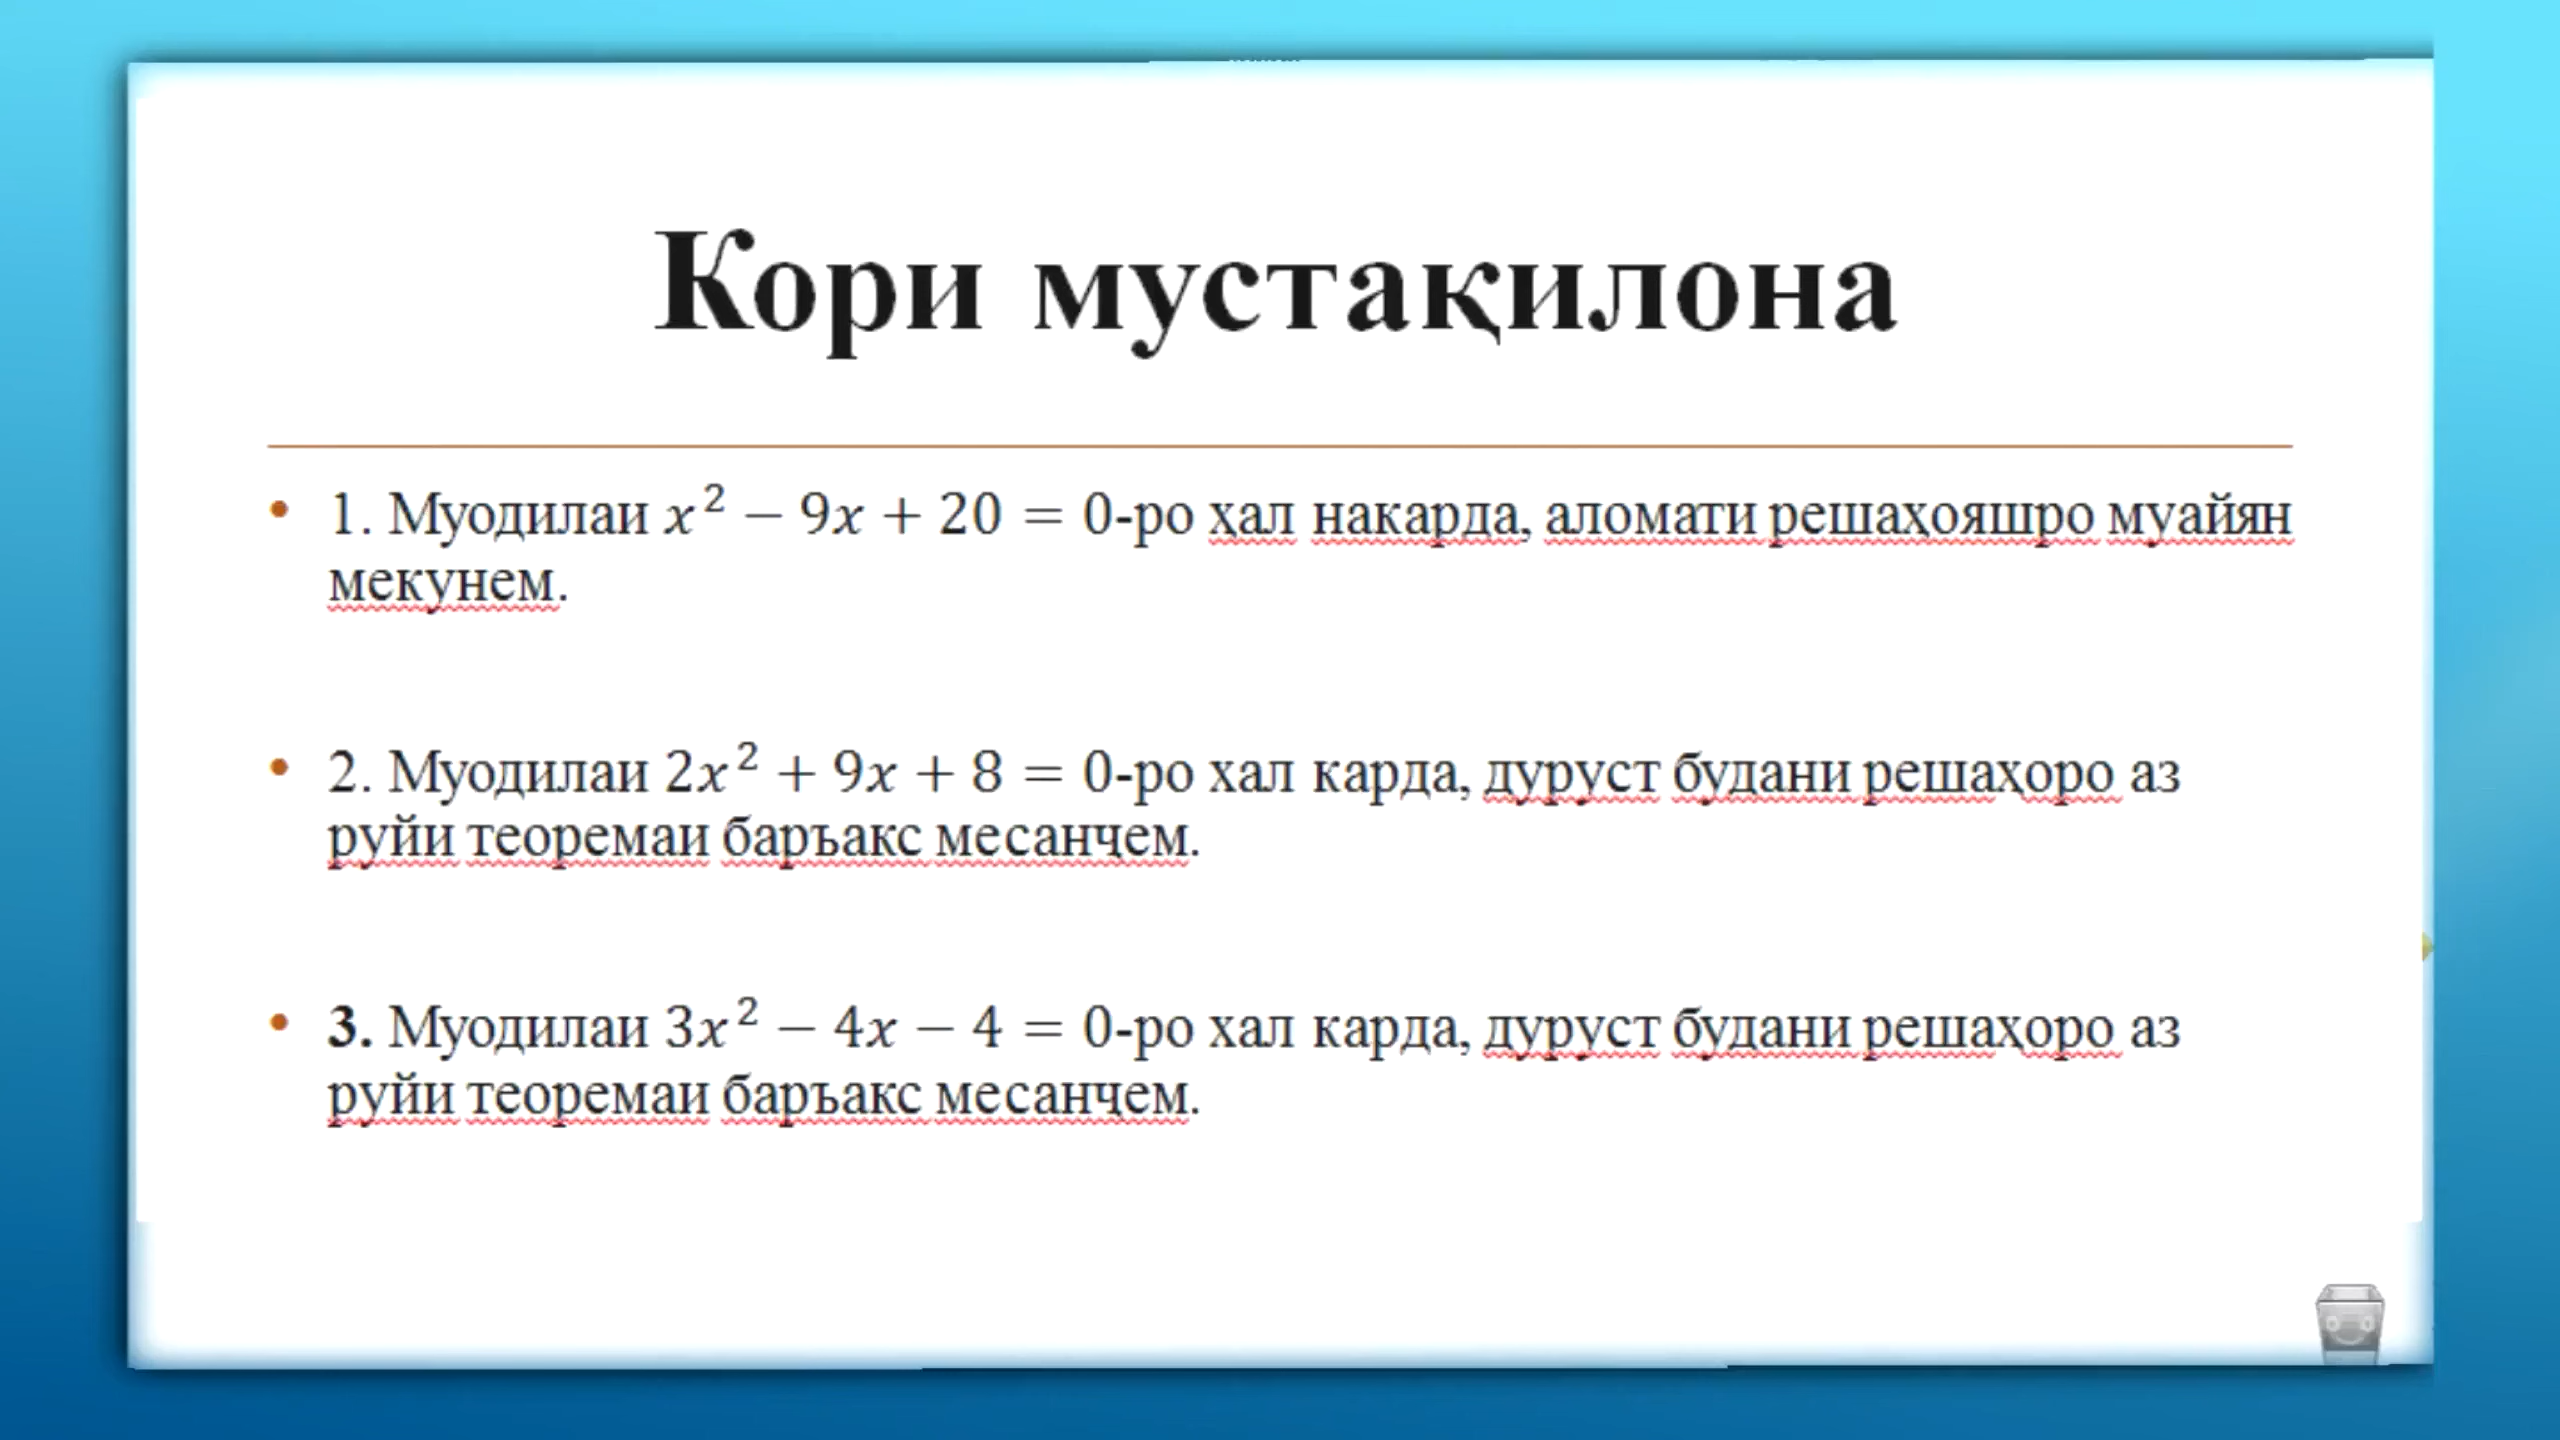 Кори мустақилона
• 1. Муодилаи x² − 9x + 20 = 0-ро ҳал накарда, аломати решаҳояшро муайян
мекунем.
• 2. Муодилаи 2x² + 9x + 8 = 0-ро хал карда, дуруст будани решаҳоро аз
руйи теоремаи баръакс месанҷем.
• 3. Муодилаи 3x² − 4x − 4 = 0-ро хал карда, дуруст будани решаҳоро аз
руйи теоремаи баръакс месанҷем.